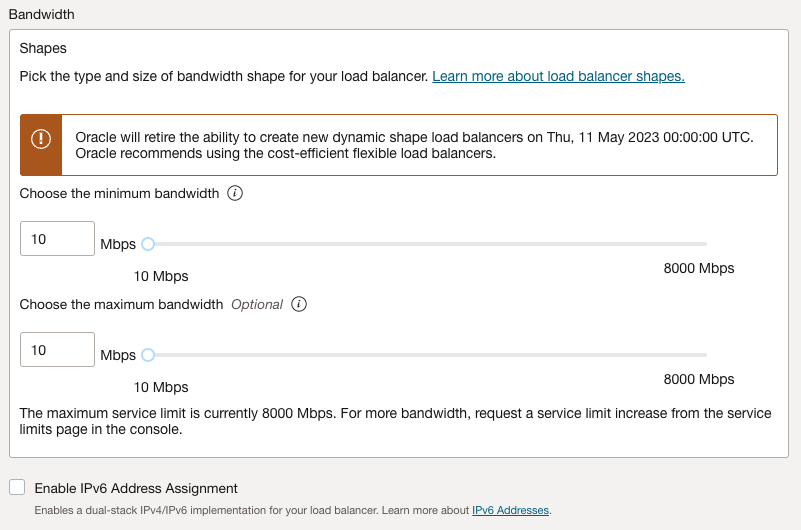 Bandwidth
Shapes
Pick the type and size of bandwidth shape for your load balancer. Learn more about load balancer shapes.
Oracle will retire the ability to create new dynamic shape load balancers on Thu, 11 May 2023 00:00:00 UTC.
Oracle recommends using the cost-efficient flexible load balancers.
Choose the minimum bandwidth
10 Mbps
10 Mbps 8000 Mbps
Choose the maximum bandwidth Optional
10 Mbps
10 Mbps 8000 Mbps
The maximum service limit is currently 8000 Mbps. For more bandwidth, request a service limit increase from the service
limits page in the console.
Enable IPv6 Address Assignment
Enables a dual-stack IPv4/IPv6 implementation for your load balancer. Learn more about IPv6 Addresses.